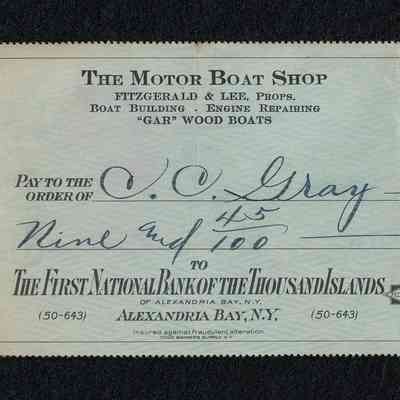 THE MOTOR BOAT SHOP
FITZGERALD & LEE, PROPS.
BOAT BUILDING - ENGINE REPAIRING
"GAR" WOOD BOATS
PAY TO THE
ORDER OF
J. C. Gray
Nine And 45/100
TO
THE FIRST NATIONAL BANK OF THE THOUSAND ISLANDS
OF ALEXANDRIA BAY, N.Y.
(50-643) ALEXANDRIA BAY, N.Y. (50-643)
Insured against fraudulent alteration.